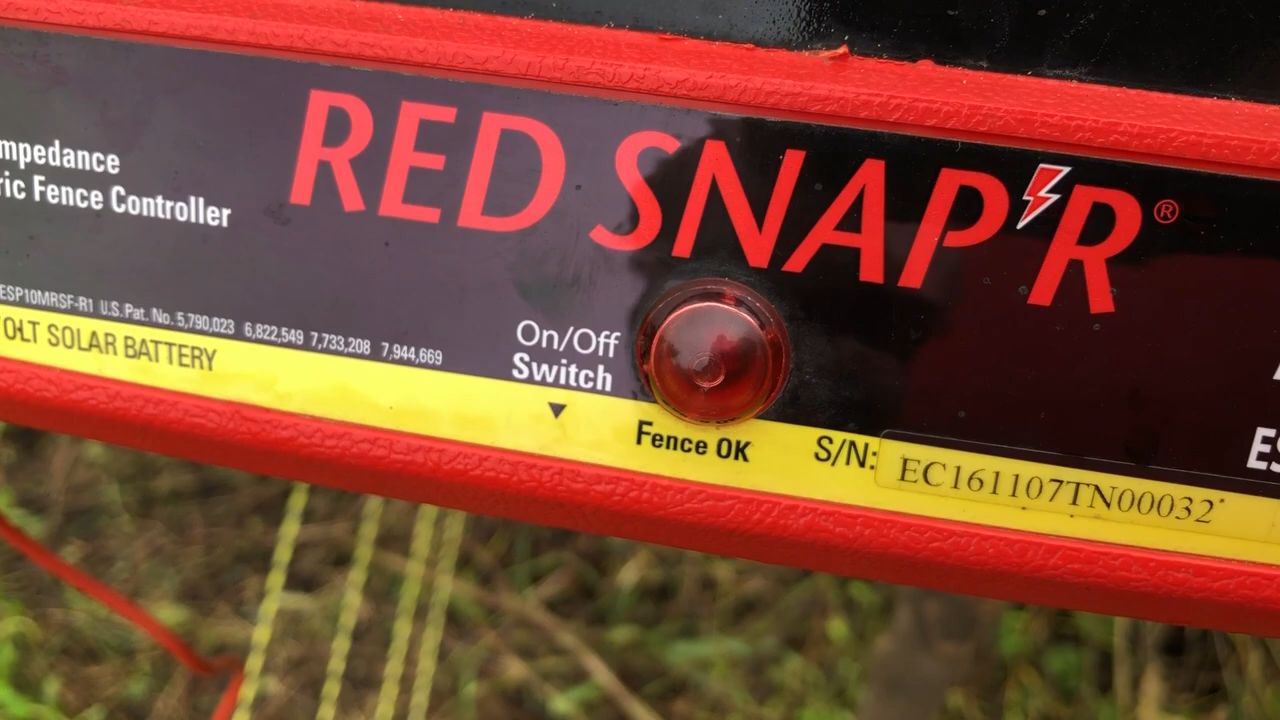 mpedance
ric Fence Controller
RED SNAP'R®
ESP10MRSF-R1 U.S. Pat. No. 5,790,023 6,822,549 7,733,208 7,944,669
OLT SOLAR BATTERY
On/Off
Switch
Fence OK
S/N: EC161107TN00032
ES